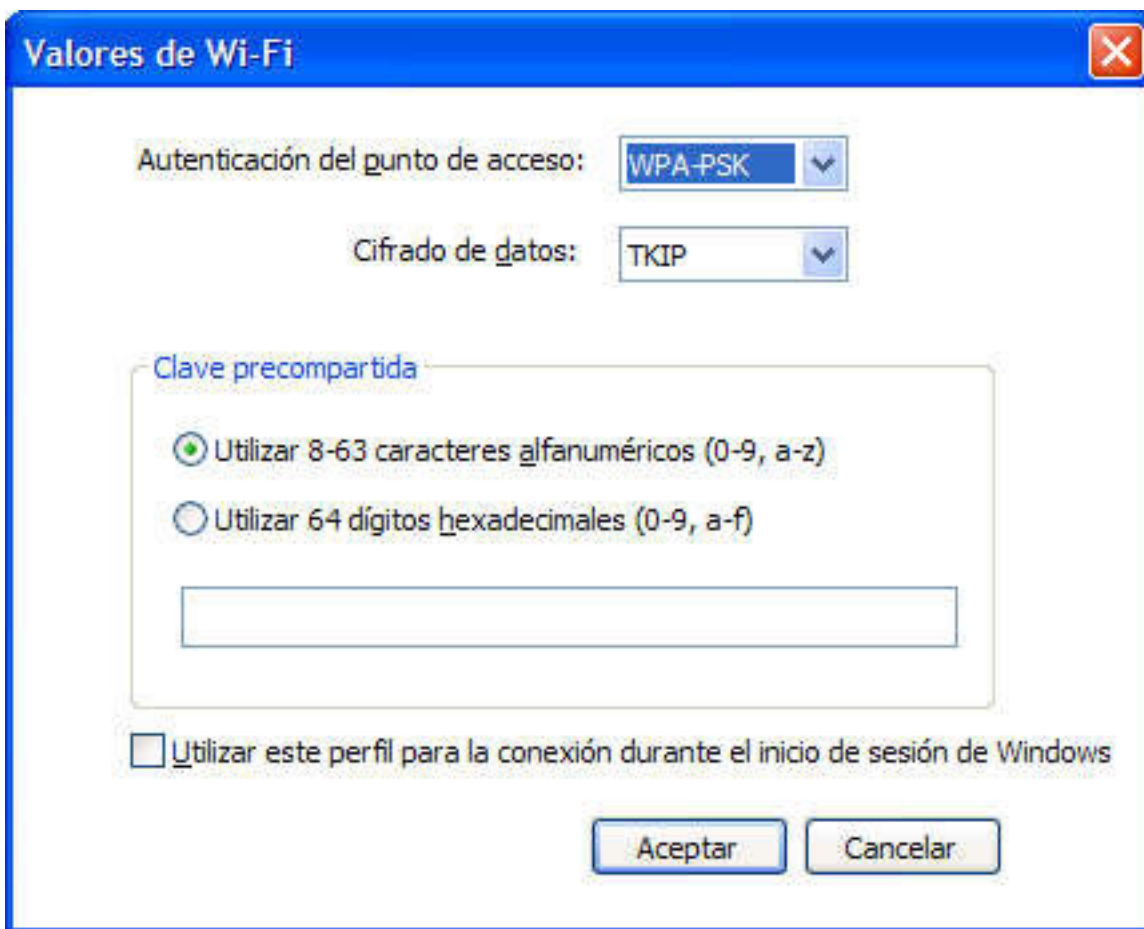 Valores de Wi-Fi
Autenticación del punto de acceso: WPA-PSK
Cifrado de datos: TKIP
Clave precompartida
Utilizar 8-63 caracteres alfanuméricos (0-9, a-z)
Utilizar 64 dígitos hexadecimales (0-9, a-f)
Utilizar este perfil para la conexión durante el inicio de sesión de Windows
Aceptar Cancelar